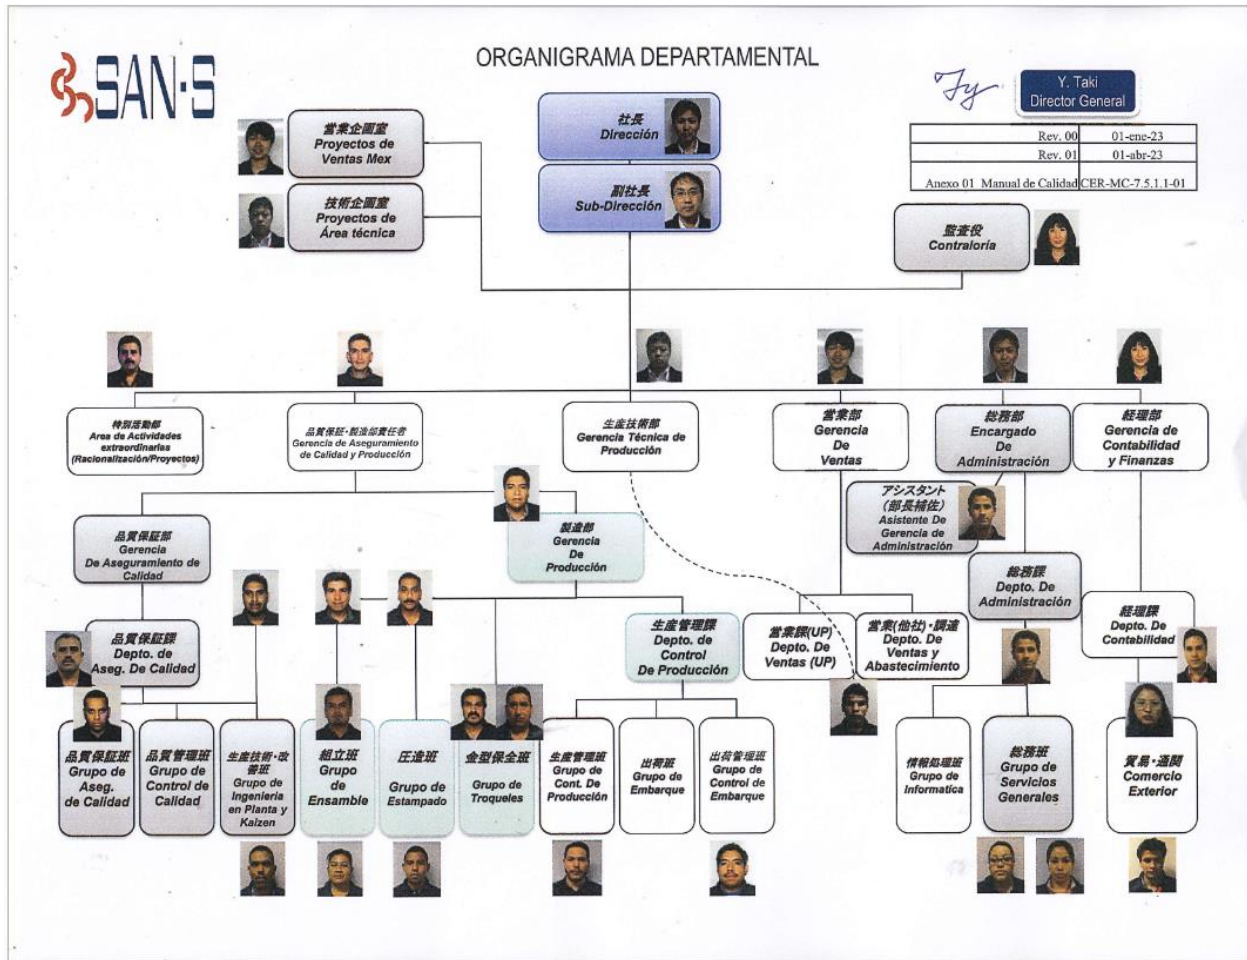 SAN·S
ORGANIGRAMA DEPARTAMENTAL
Y. Taki
Director General
Rev. 00 01-ene-23
Rev. 01 01-abr-23
Anexo 01 Manual de Calidad CER-MC-7.5.1.1-01
営業企画室
Proyectos de
Ventas Mex
社長
Dirección
技術企画室
Proyectos de
Área técnica
副社長
Sub-Dirección
監査役
Contraloría
特別活動部
Area de Actividades
extraordinarias
(Racionalización/Proyectos)
品質保証・製造部責任者
Gerencia de Aseguramiento
de Calidad y Producción
生産技術部
Gerencia Técnica de
Producción
営業部
Gerencia
De
Ventas
総務部
Encargado
De
Administración
経理部
Gerencia de
Contabilidad
y Finanzas
アシスタント
(部長補佐)
Asistente De
Gerencia de
Administración
品質保証部
Gerencia
De Aseguramiento de
Calidad
製造部
Gerencia
De
Producción
総務課
Depto. De
Administración
品質保証課
Depto. de
Aseg. De Calidad
生産管理課
Depto. de
Control
De Producción
営業課(UP)
Depto. De
Ventas (UP)
営業(他社)・調達
Depto. De
Ventas y
Abastecimiento
経理課
Depto. De
Contabilidad
品質保証班
Grupo de
Aseg.
de Calidad
品質管理班
Grupo de
Control de
Calidad
生産技術・改
善班
Grupo de
Ingeniería
en Planta y
Kaizen
組立班
Grupo
de
Ensamble
圧造班
Grupo de
Estampado
金型保全班
Grupo de
Troqueles
生産管理班
Grupo de
Cont. De
Producción
出荷班
Grupo de
Embarque
出荷管理班
Grupo de
Control de
Embarque
情報処理班
Grupo de
Informatica
総務班
Grupo de
Servicios
Generales
貿易・通関
Comercio
Exterior